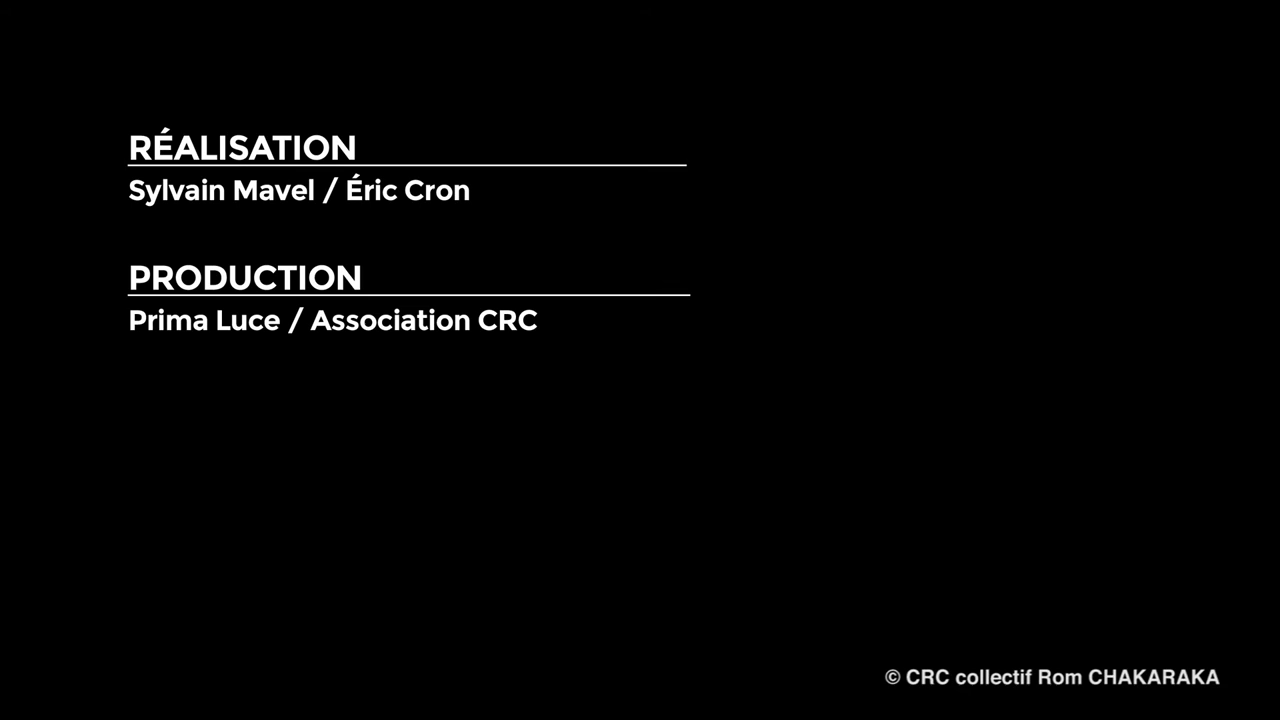 RÉALISATION
Sylvain Mavel / Éric Cron
PRODUCTION
Prima Luce / Association CRC
© CRC collectif Rom CHAKARAKA